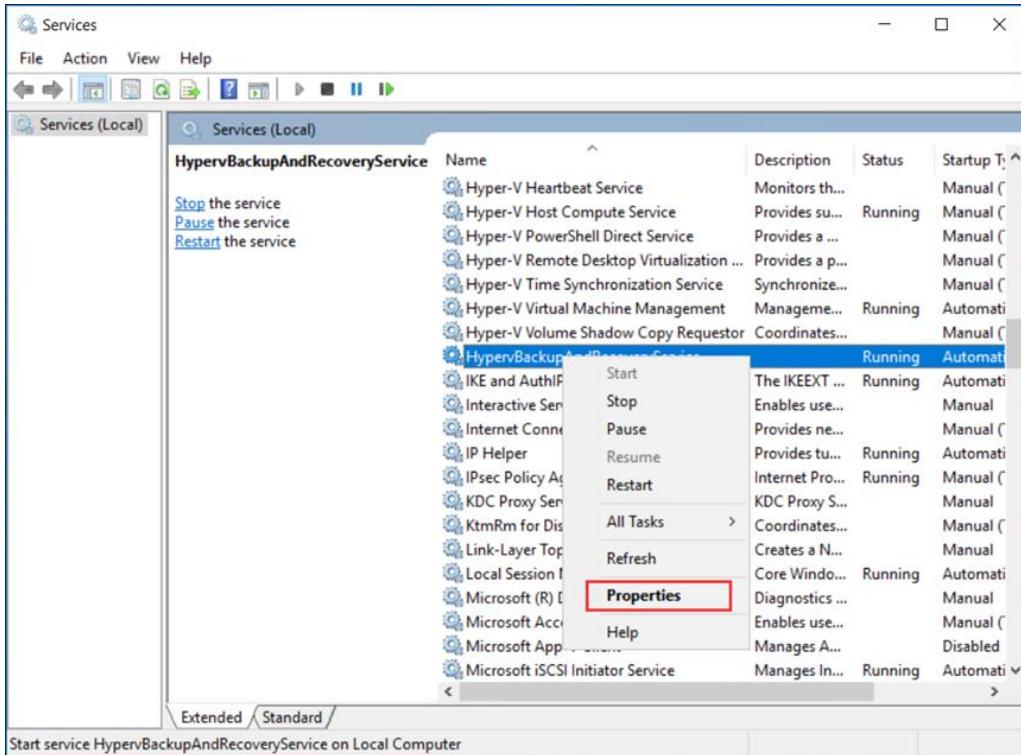 Services
File Action View Help
Services (Local)
Services (Local)
HypervBackupAndRecoveryService
Stop the service
Pause the service
Restart the service
Name Description Status Startup Ty
Hyper-V Heartbeat Service Monitors th... Manual (
Hyper-V Host Compute Service Provides su... Running Manual (
Hyper-V PowerShell Direct Service Provides a ... Manual (
Hyper-V Remote Desktop Virtualization ... Provides a p... Manual (
Hyper-V Time Synchronization Service Synchronize... Manual (
Hyper-V Virtual Machine Management Manageme... Running Automati
Hyper-V Volume Shadow Copy Requestor Coordinates... Manual (
HypervBackupAndRecoveryService Running Automati
IKE and AuthIP The IKEEXT ... Running Automati
Interactive Ser Enables use... Manual
Internet Conne Provides ne... Manual (
IP Helper Provides tu... Running Automati
IPsec Policy Ag Internet Pro... Running Manual (
KDC Proxy Ser KDC Proxy S... Manual
KtmRm for Dis Coordinates... Manual (
Link-Layer Top Creates a N... Manual
Local Session Core Windo... Running Automati
Microsoft (R) Diagnostics ... Manual
Microsoft Acc Enables use... Manual (
Microsoft App Manages A... Disabled
Microsoft iSCSI Initiator Service Manages In... Running Automati
Start
Stop
Pause
Resume
Restart
All Tasks
Refresh
Properties
Help
Extended Standard
Start service HypervBackupAndRecoveryService on Local Computer